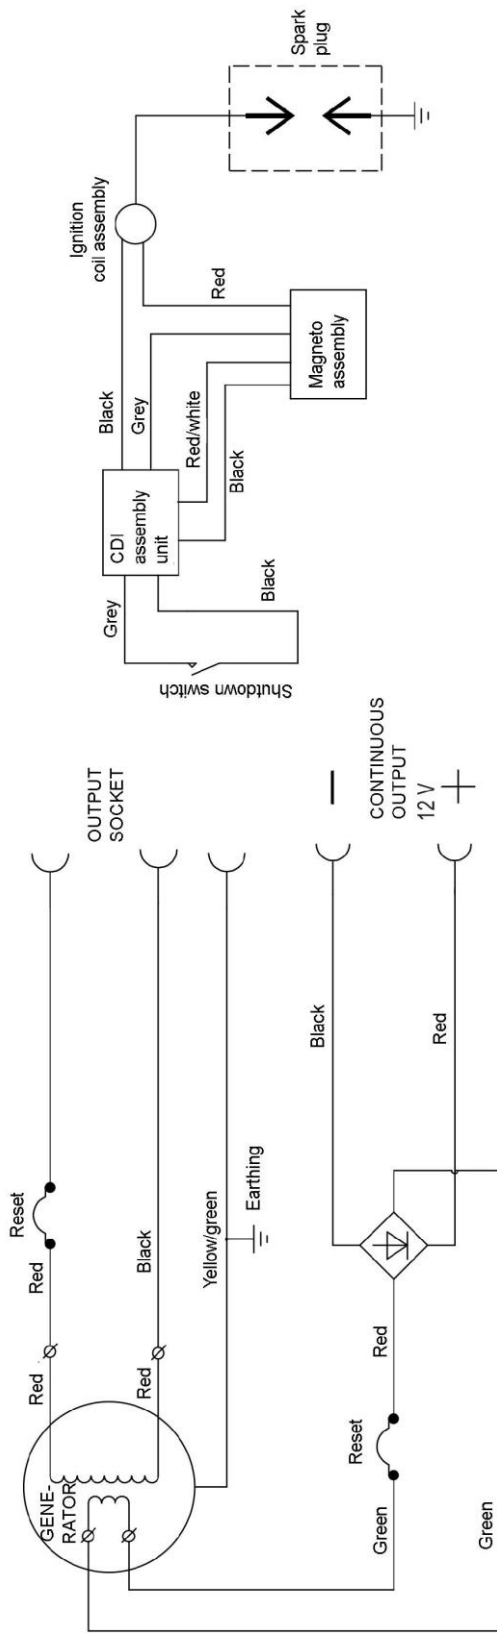 GENE-
RATOR
Red
Red
Reset
Red
Black
OUTPUT
SOCKET
Yellow/green
Earthing
Green
Reset
Red
Green
Black
Red
CONTINUOUS
OUTPUT
12 V
Shutdown switch
Grey
Black
CDI
assembly
unit
Black
Grey
Red/white
Black
Ignition
coil assembly
Red
Magneto
assembly
Spark
plug